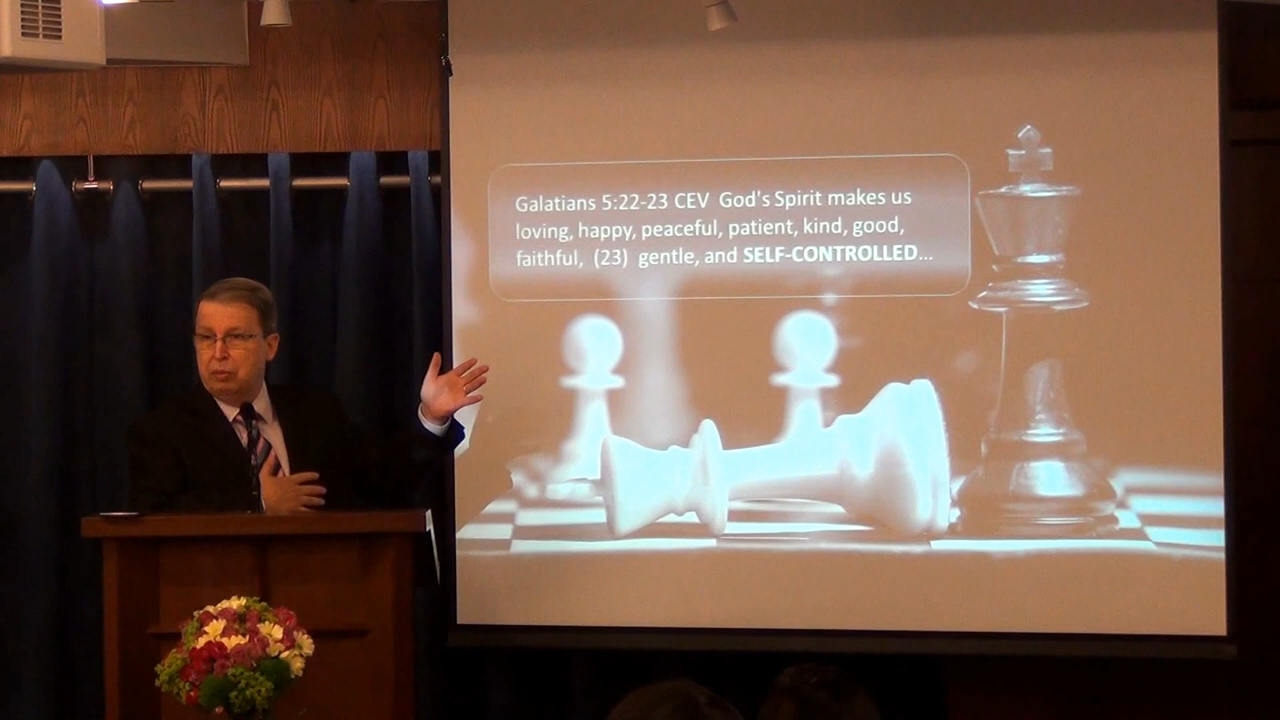 Galatians 5:22-23 CEV  God's Spirit makes us
loving, happy, peaceful, patient, kind, good,
faithful,  (23)  gentle, and SELF-CONTROLLED...